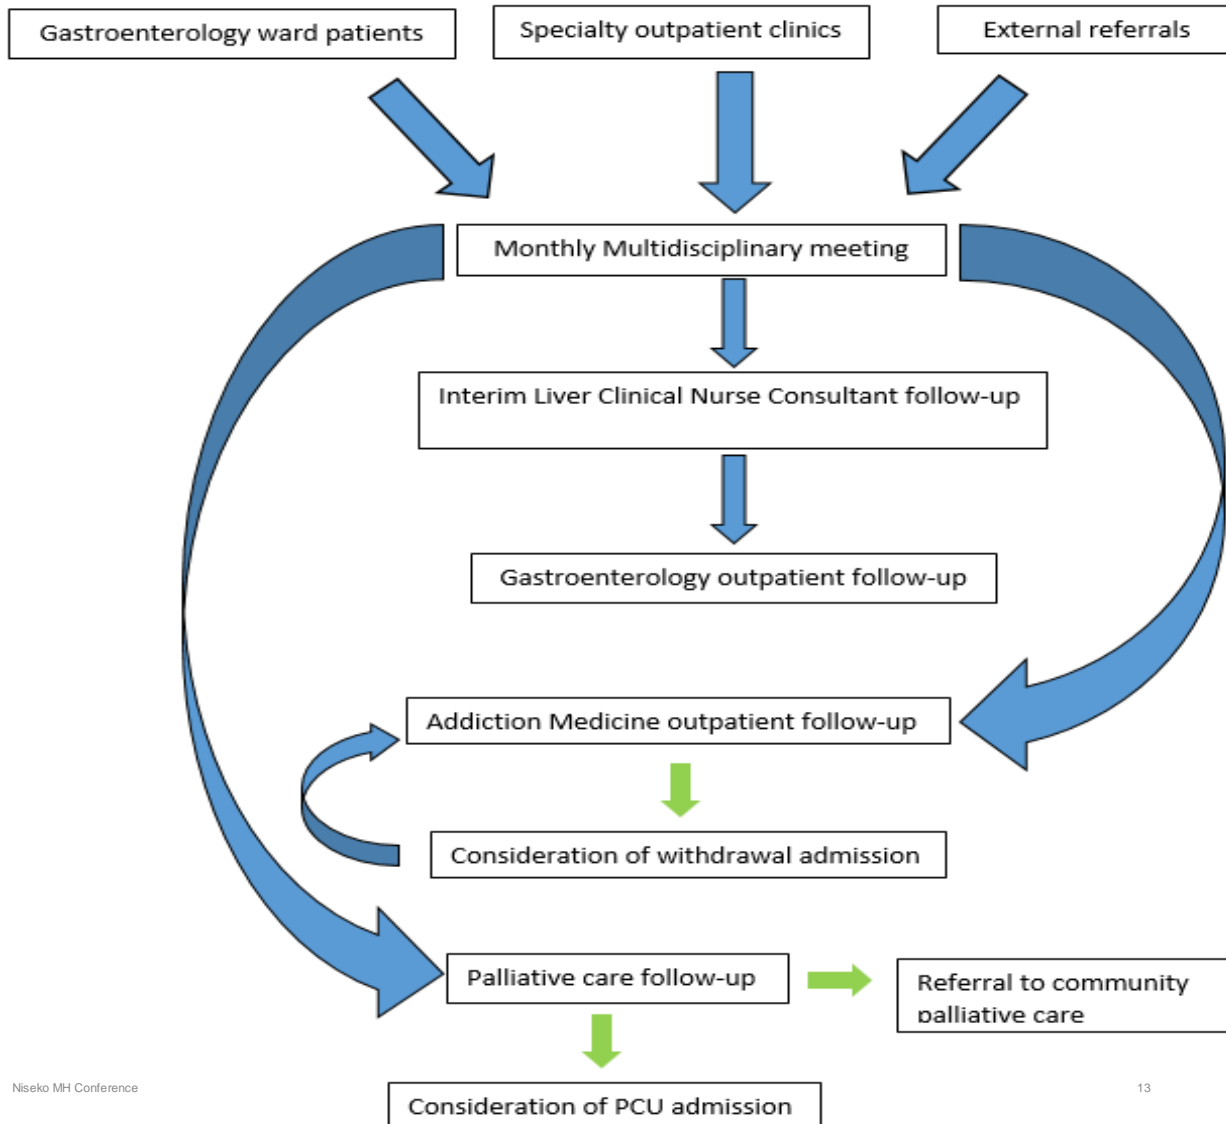 Gastroenterology ward patients
Specialty outpatient clinics
External referrals
Monthly Multidisciplinary meeting
Interim Liver Clinical Nurse Consultant follow-up
Gastroenterology outpatient follow-up
Addiction Medicine outpatient follow-up
Consideration of withdrawal admission
Palliative care follow-up
Referral to community
palliative care
Consideration of PCU admission
Niseko MH Conference
13